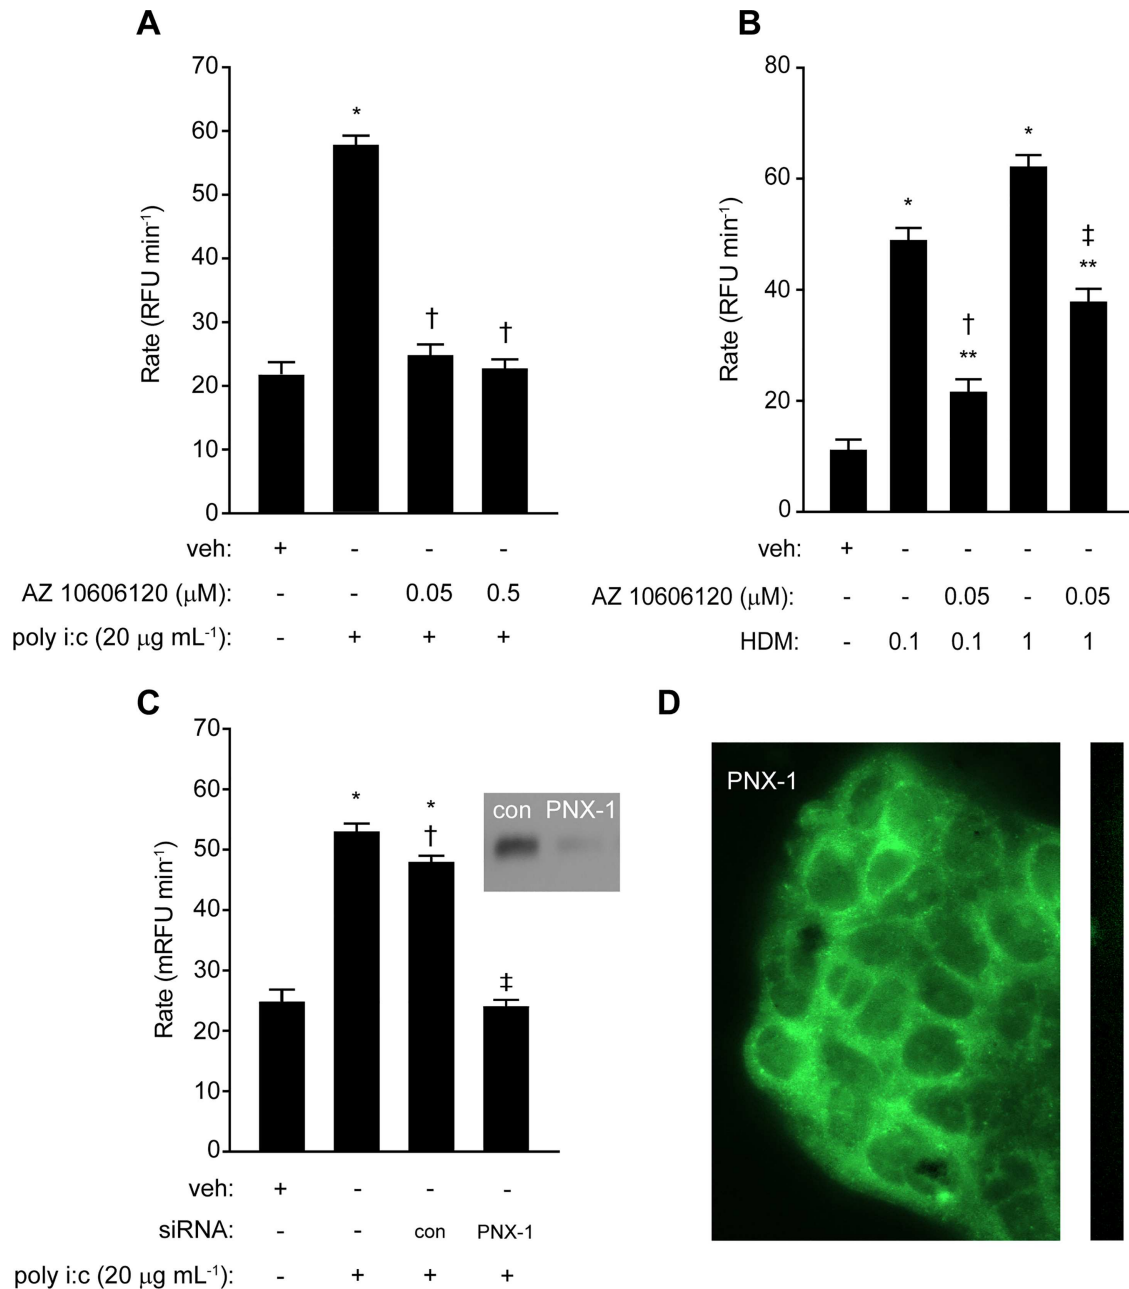 A
70
60
50
40
30
20
10
0
Rate (RFU min-1)
*
†
†
veh: + - - -
AZ 10606120 (μM): - - 0.05 0.5
poly i:c (20 μg mL-1): - + + +
B
80
60
40
20
0
Rate (RFU min-1)
*
†
**
*
‡
**
veh: + - - - -
AZ 10606120 (μM): - - 0.05 - 0.05
HDM: - 0.1 0.1 1 1
C
70
60
50
40
30
20
10
0
Rate (mRFU min-1)
*
*
†
‡
con PNX-1
veh: + - - -
siRNA: - - con PNX-1
poly i:c (20 μg mL-1): - + + +
D
PNX-1